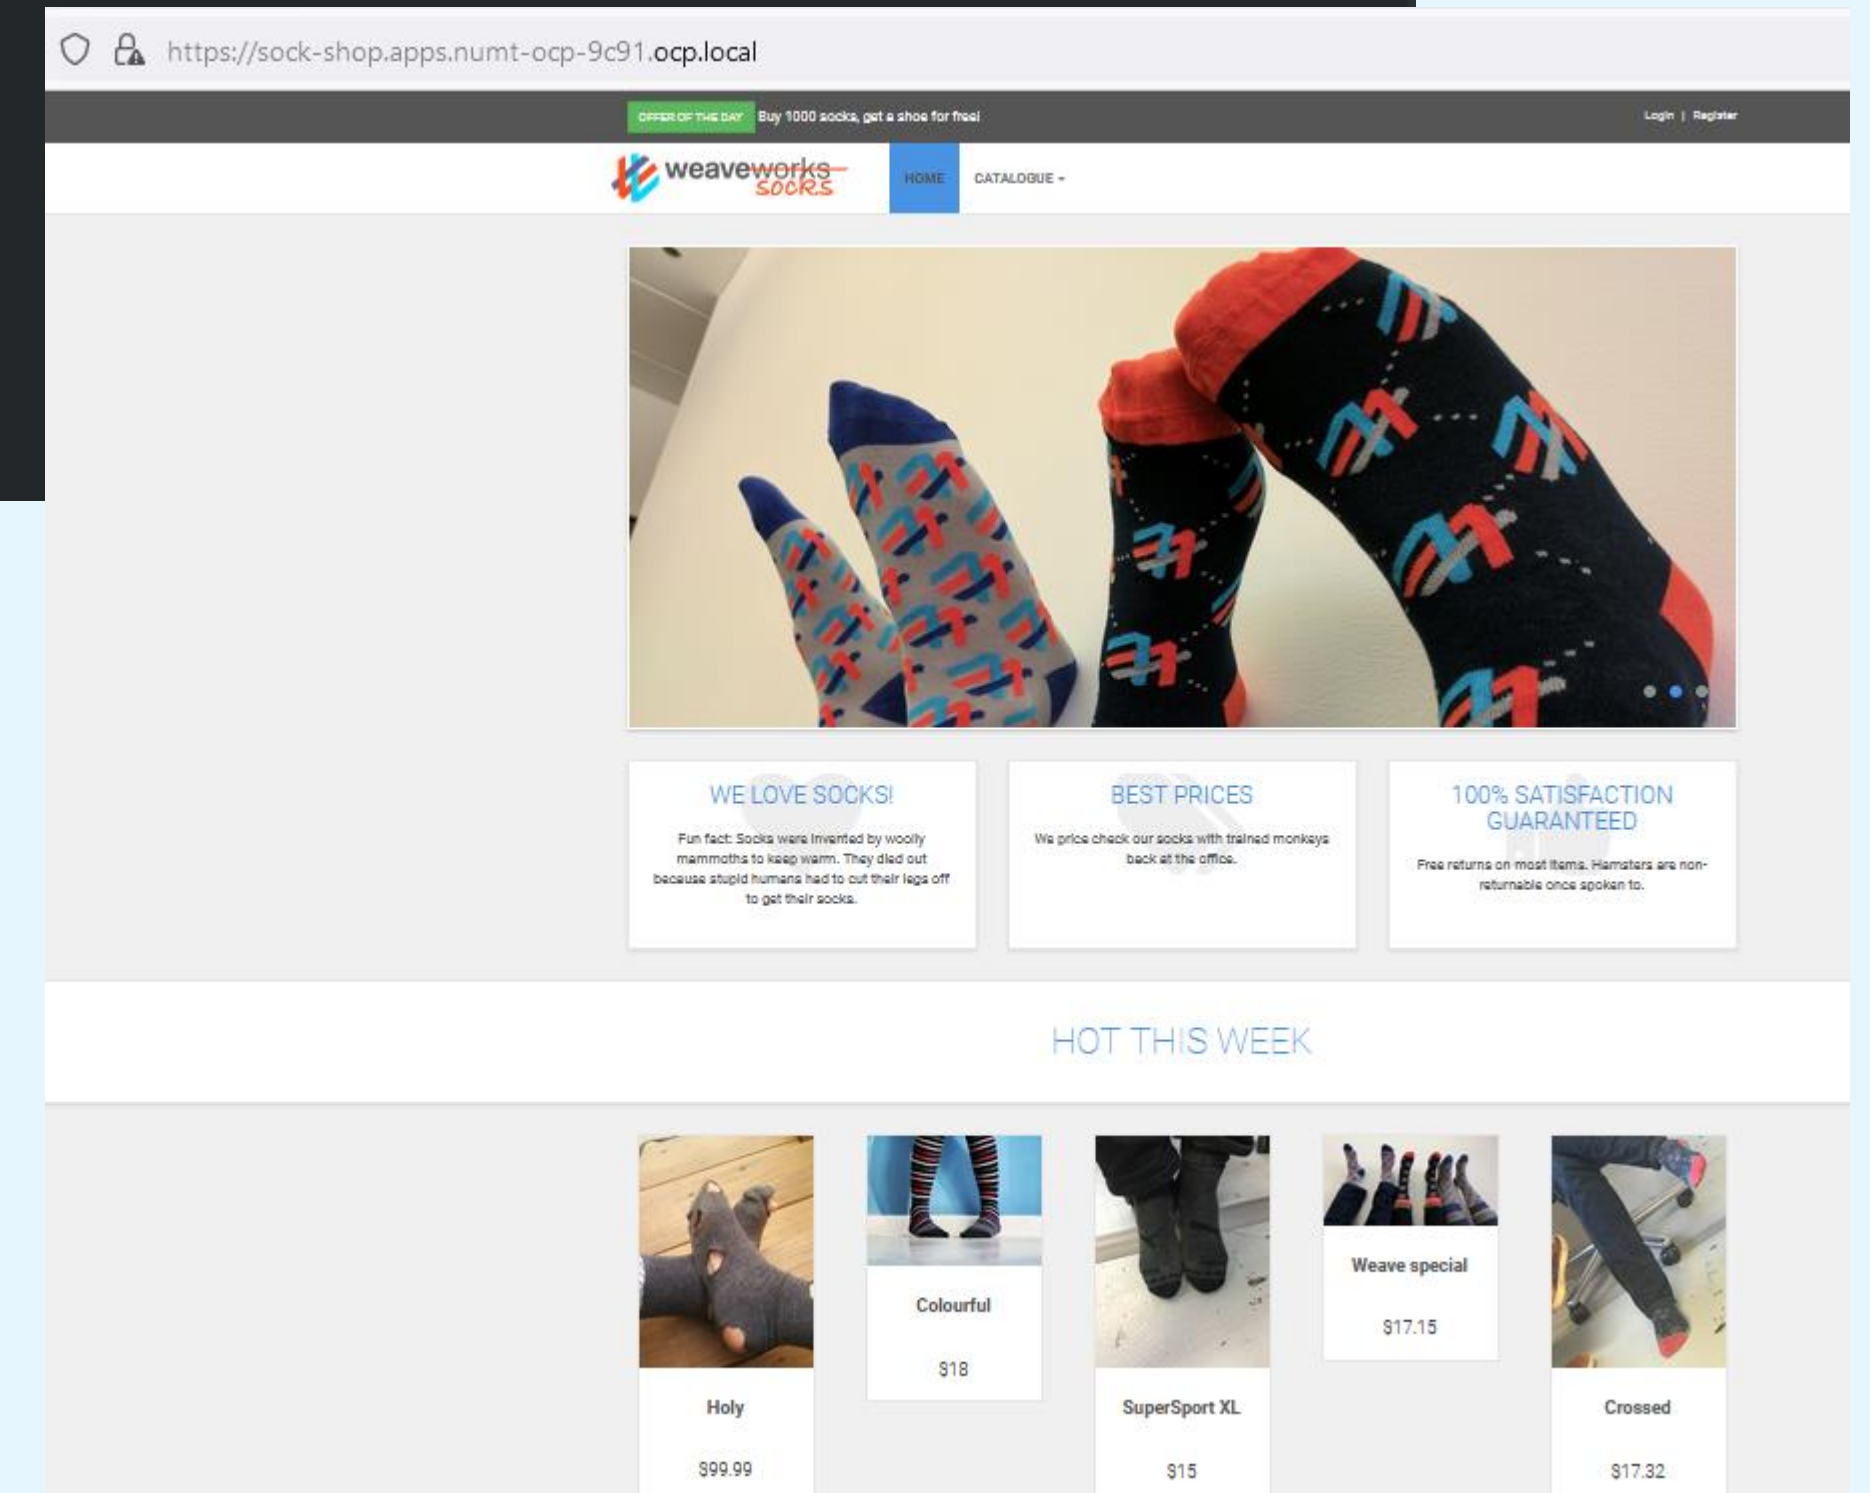 https://sock-shop.apps.numt-ocp-9c91.ocp.local
OFFER OF THE DAY Buy 1000 socks, get a shoe for free!
Login | Register
weaveworks
socks
HOME
CATALOGUE
WE LOVE SOCKS!
Fun fact: Socks were invented by woolly
mammoths to keep warm. They died out
because stupid humans had to cut their legs off
to get their socks.
BEST PRICES
We price check our socks with trained monkeys
back at the office.
100% SATISFACTION
GUARANTEED
Free returns on most items. Hamsters are non-
returnable once spoken to.
HOT THIS WEEK
Holy
$99.99
Colourful
$18
SuperSport XL
$15
Weave special
$17.15
Crossed
$17.32